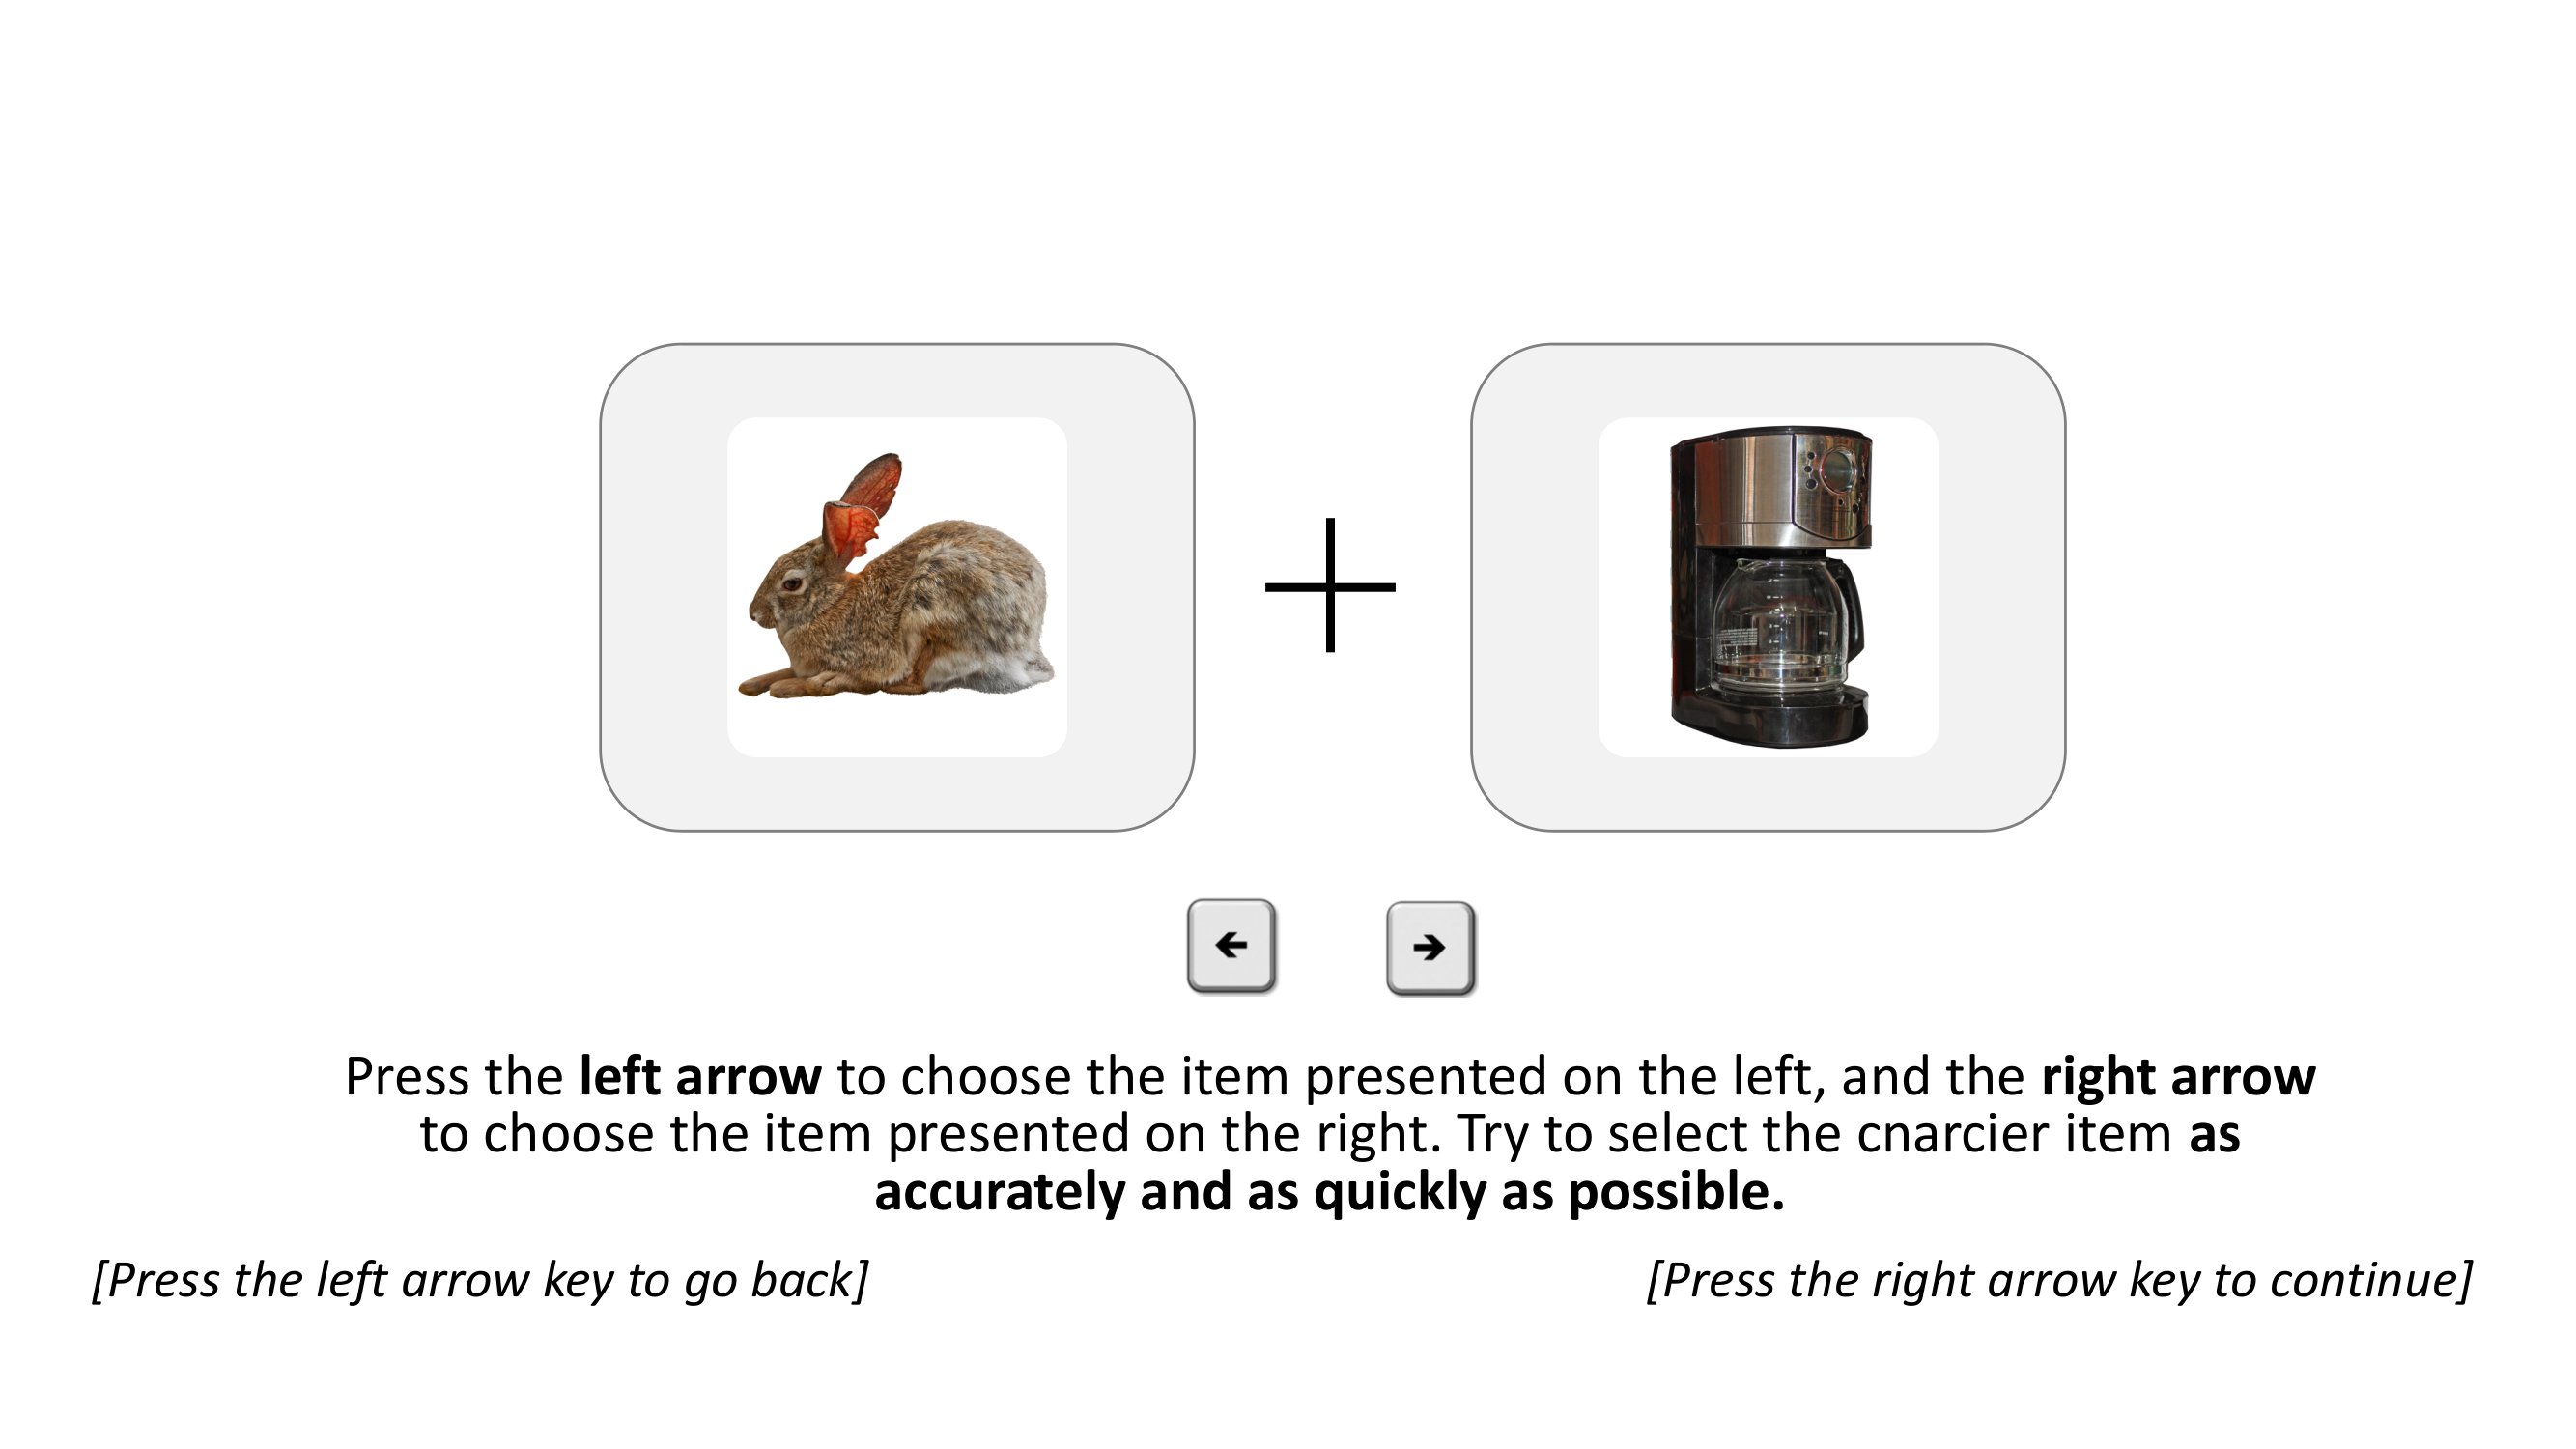 Press the left arrow to choose the item presented on the left, and the right arrow
to choose the item presented on the right. Try to select the cnarcier item as
accurately and as quickly as possible.
[Press the left arrow key to go back]
[Press the right arrow key to continue]